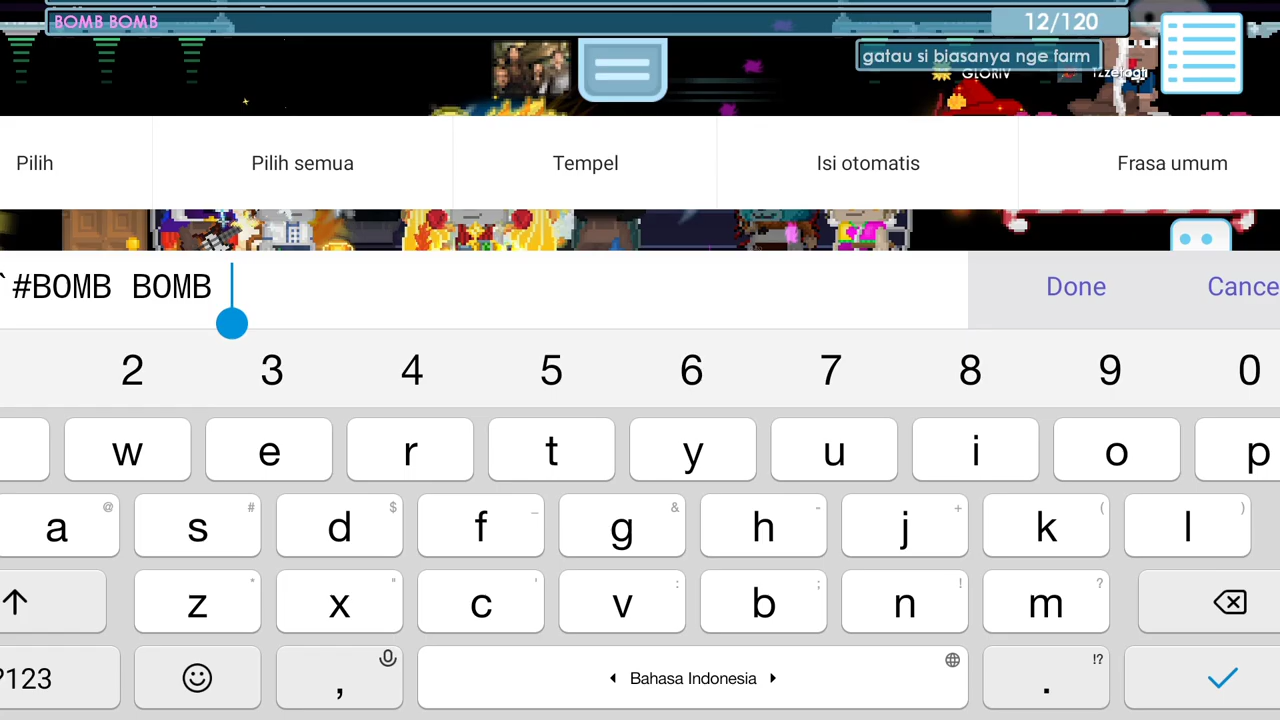 BOMB BOMB
12/120
gatau si biasanya nge farm
GLORIV
Pilih
Pilih semua
Tempel
Isi otomatis
Frasa umum
`#BOMB BOMB
Done
Cance
2 3 4 5 6 7 8 9 0
w e r t y u i o p
@ # $ _ & - + ( )
a s d f g h j k l
* " ' : ; ! ?
z x c v b n m
?123
,
Bahasa Indonesia
!?
.